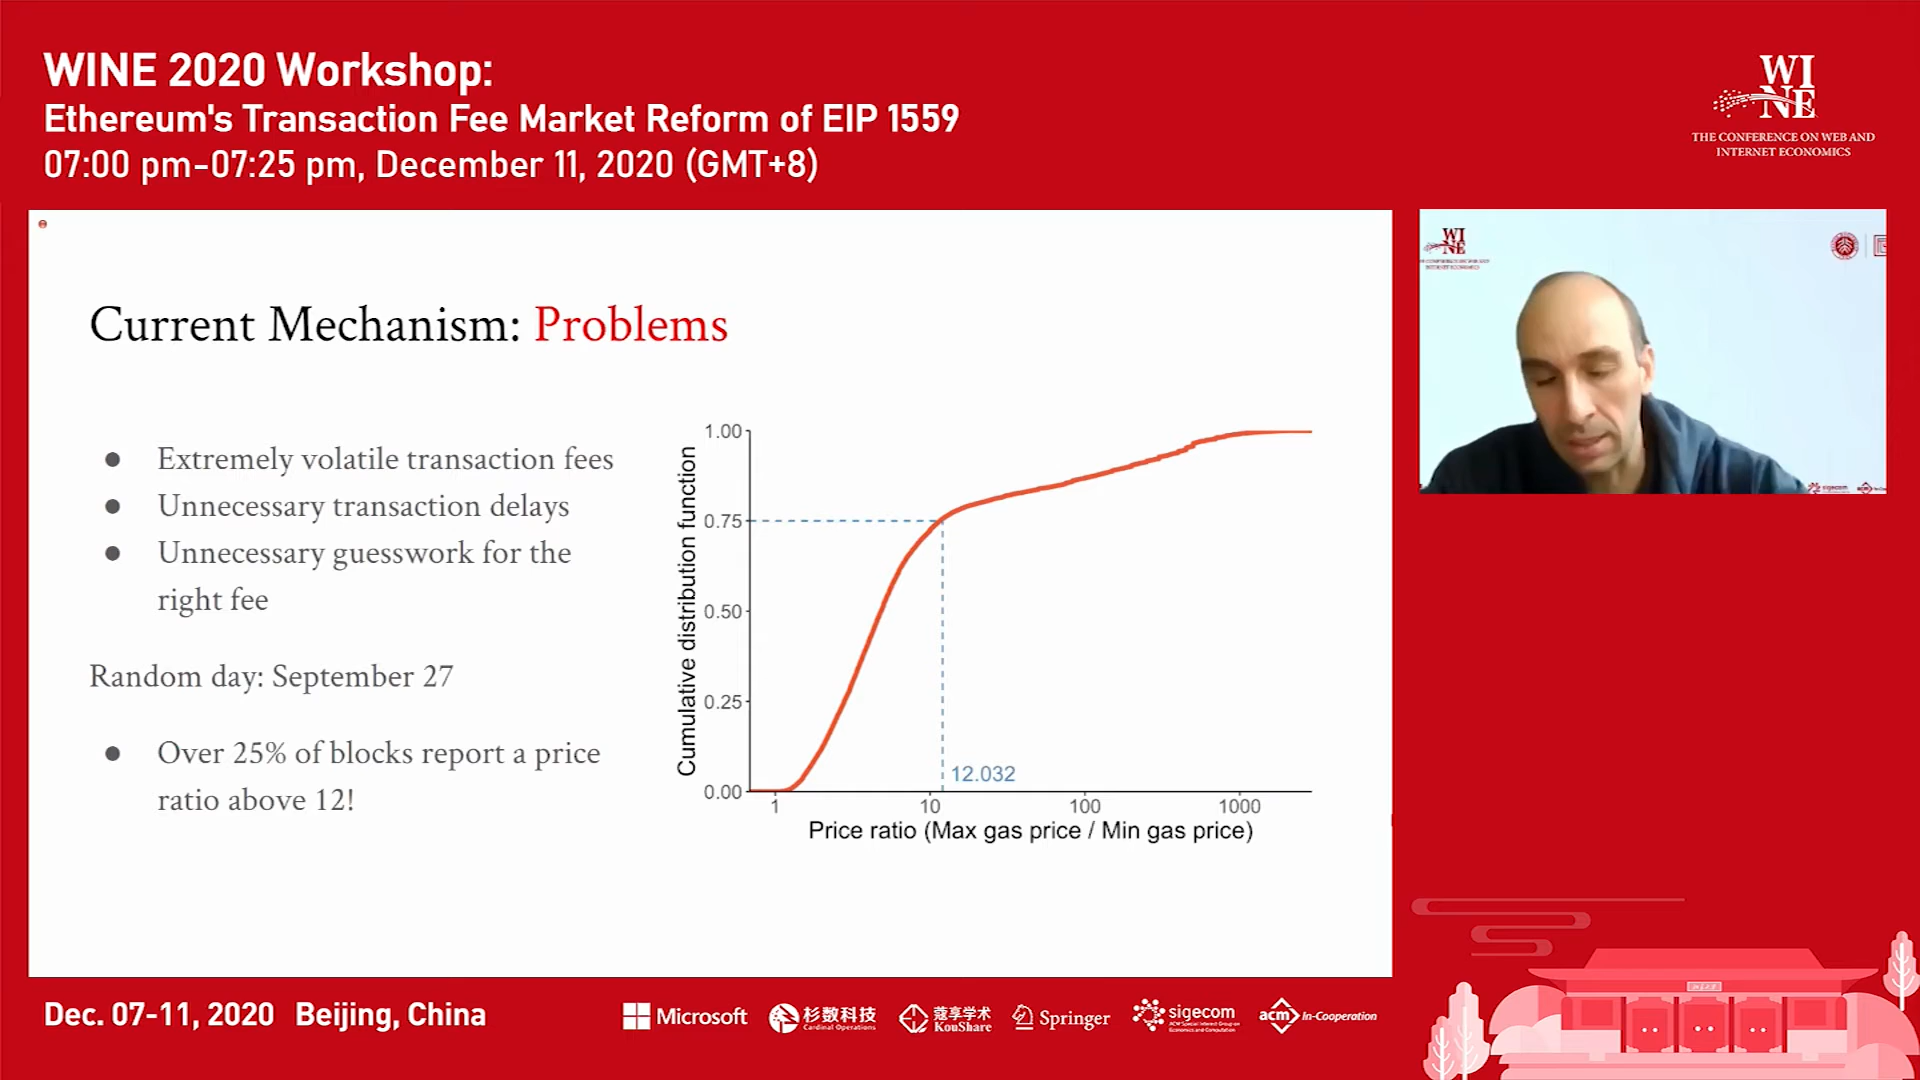 WINE 2020 Workshop:
Ethereum's Transaction Fee Market Reform of EIP 1559
07:00 pm-07:25 pm, December 11, 2020 (GMT+8)
WI
NE
THE CONFERENCE ON WEB AND
INTERNET ECONOMICS
Current Mechanism: Problems
● Extremely volatile transaction fees
● Unnecessary transaction delays
● Unnecessary guesswork for the
right fee
Random day: September 27
● Over 25% of blocks report a price
ratio above 12!
Cumulative distribution function
1.00
0.75
0.50
0.25
0.00
12.032
1 10 100 1000
Price ratio (Max gas price / Min gas price)
WI
NE
sigecom
acm
Dec. 07-11, 2020 Beijing, China
Microsoft
杉数科技
Cardinal Operations
蔻享学术
KouShare
Springer
sigecom
ACM Special Interest Group on
Economics and Computation
acm In-Cooperation